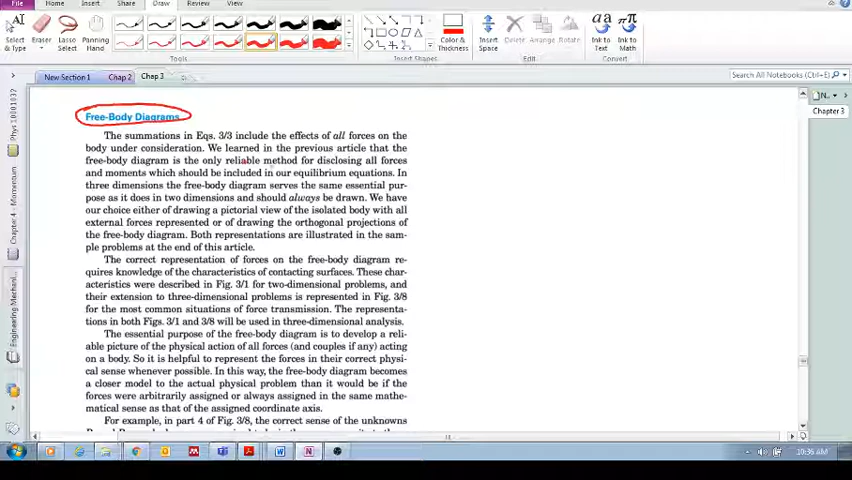 File
Home
Insert
Share
Draw
Review
View
Select & Type
Eraser
Lasso Select
Panning Hand
Tools
Insert Shapes
Color & Thickness
Insert Space
Delete
Arrange
Rotate
Edit
Ink to Text
Ink to Math
Convert
New Section 1
Chap 2
Chap 3
Search All Notebooks (Ctrl+E)
N...
Chapter 3
Phys 10001032
Chapter 4 - Momentum
Engineering Mechani
Free-Body Diagrams
The summations in Eqs. 3/3 include the effects of all forces on the
body under consideration. We learned in the previous article that the
free-body diagram is the only reliable method for disclosing all forces
and moments which should be included in our equilibrium equations. In
three dimensions the free-body diagram serves the same essential pur-
pose as it does in two dimensions and should always be drawn. We have
our choice either of drawing a pictorial view of the isolated body with all
external forces represented or of drawing the orthogonal projections of
the free-body diagram. Both representations are illustrated in the sam-
ple problems at the end of this article.
The correct representation of forces on the free-body diagram re-
quires knowledge of the characteristics of contacting surfaces. These char-
acteristics were described in Fig. 3/1 for two-dimensional problems, and
their extension to three-dimensional problems is represented in Fig. 3/8
for the most common situations of force transmission. The representa-
tions in both Figs. 3/1 and 3/8 will be used in three-dimensional analysis.
The essential purpose of the free-body diagram is to develop a reli-
able picture of the physical action of all forces (and couples if any) acting
on a body. So it is helpful to represent the forces in their correct physi-
cal sense whenever possible. In this way, the free-body diagram becomes
a closer model to the actual physical problem than it would be if the
forces were arbitrarily assigned or always assigned in the same mathe-
matical sense as that of the assigned coordinate axis.
For example, in part 4 of Fig. 3/8, the correct sense of the unknowns
10:36 AM